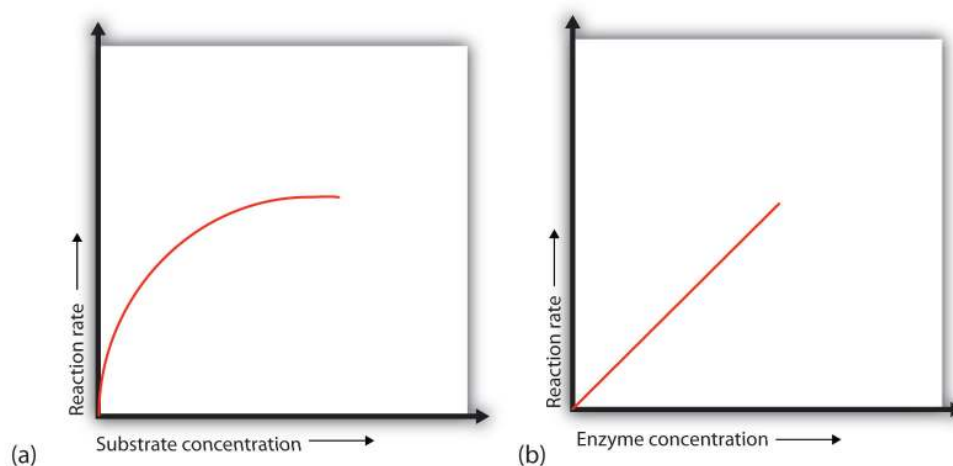 Reaction rate
(a)
Substrate concentration
Reaction rate
(b)
Enzyme concentration